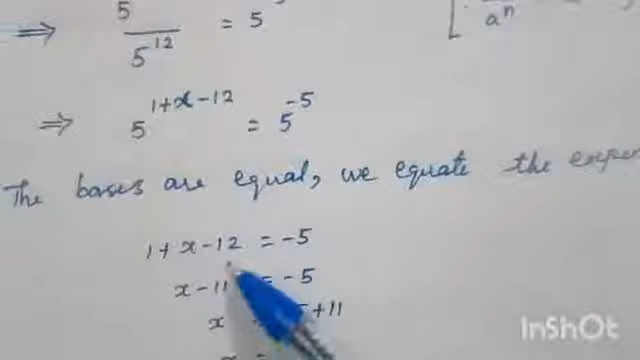 ⇒ 5 / 5^12 = 5
a^n
⇒ 5^(1+x-12) = 5^-5
The bases are equal, we equate the
1 + x - 12 = -5
x - 11 = -5
x + 11
x =
InShOt